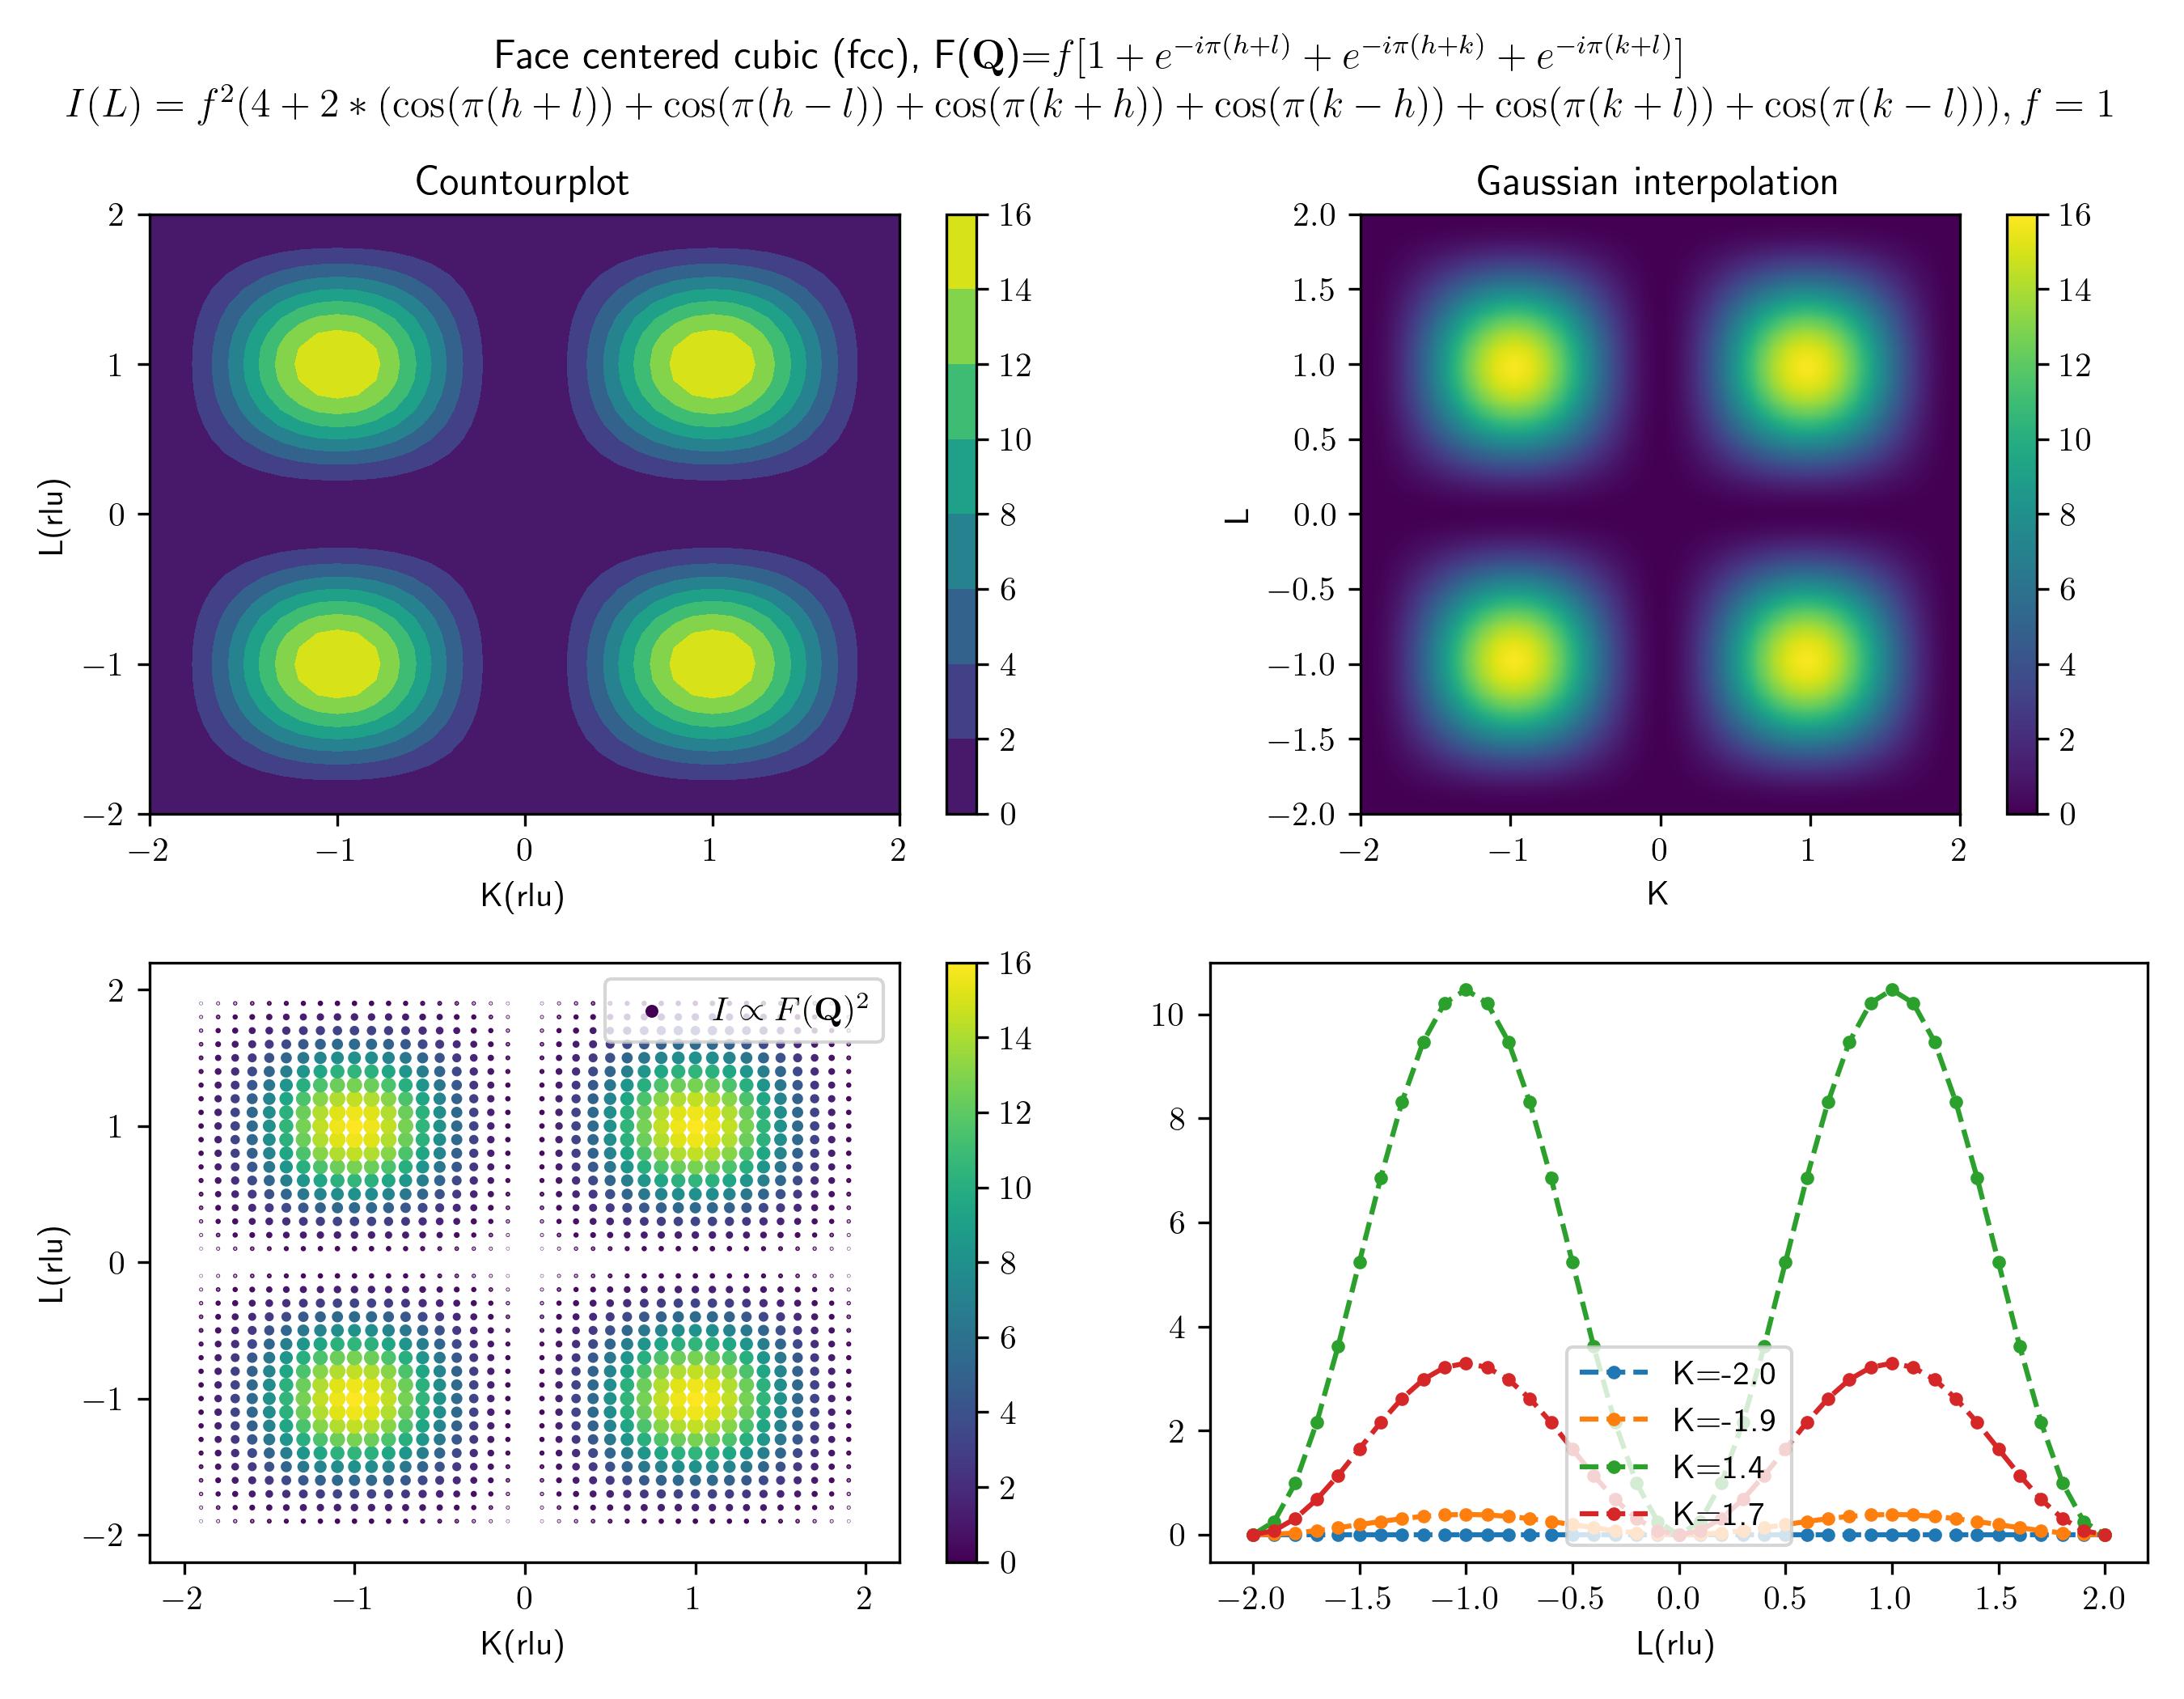 Face centered cubic (fcc), F(Q)=f[1 + e^{-iπ(h+l)} + e^{-iπ(h+k)} + e^{-iπ(k+l)}]
I(L) = f^2(4 + 2 * (cos(π(h + l)) + cos(π(h − l)) + cos(π(k + h)) + cos(π(k − h)) + cos(π(k + l)) + cos(π(k − l))), f = 1
Countourplot
2
1
0
−1
−2
L(rlu)
−2 −1 0 1 2
K(rlu)
16
14
12
10
8
6
4
2
0
Gaussian interpolation
2.0
1.5
1.0
0.5
0.0
−0.5
−1.0
−1.5
−2.0
L
−2 −1 0 1 2
K
16
14
12
10
8
6
4
2
0
I ∝ F(Q)^2
2
1
0
−1
−2
L(rlu)
−2 −1 0 1 2
K(rlu)
16
14
12
10
8
6
4
2
0
10
8
6
4
2
0
K=-2.0
K=-1.9
K=1.4
K=1.7
−2.0 −1.5 −1.0 −0.5 0.0 0.5 1.0 1.5 2.0
L(rlu)